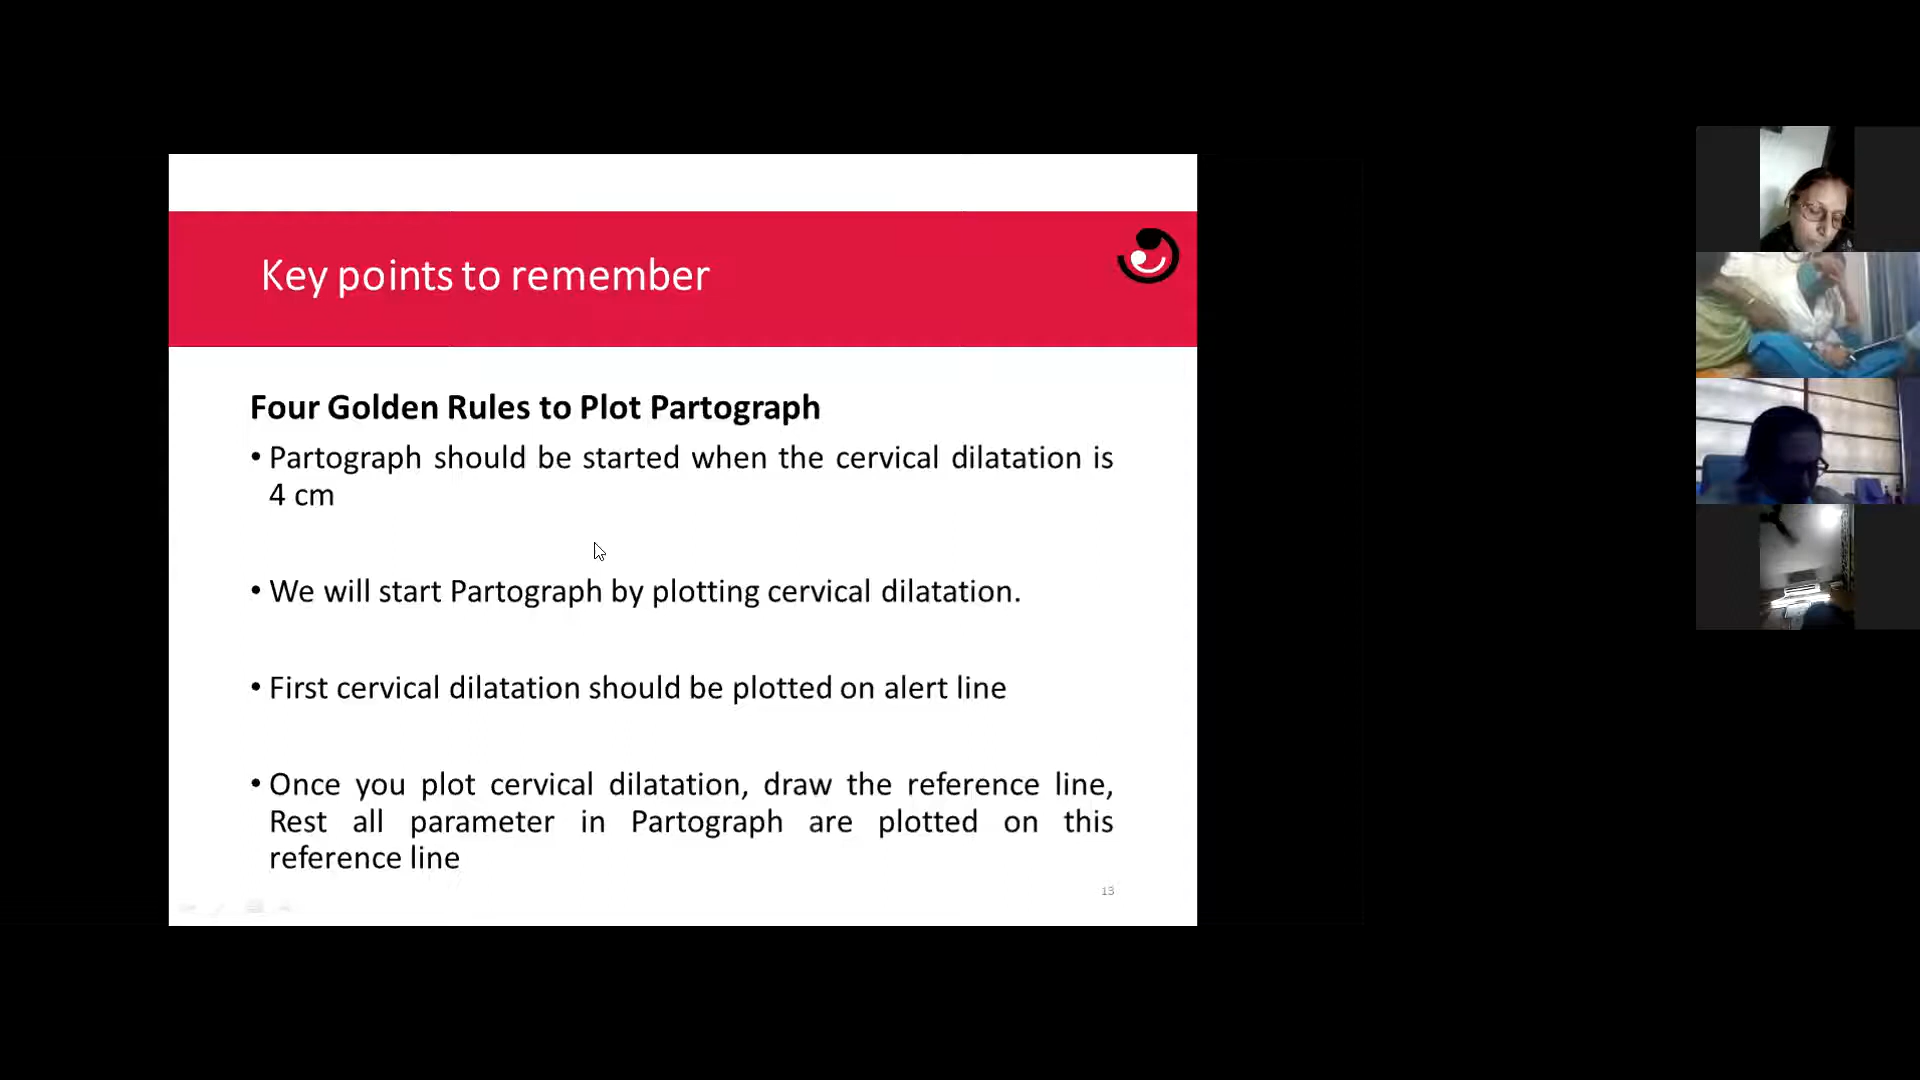 Key points to remember
Four Golden Rules to Plot Partograph
• Partograph should be started when the cervical dilatation is
4 cm
• We will start Partograph by plotting cervical dilatation.
• First cervical dilatation should be plotted on alert line
• Once you plot cervical dilatation, draw the reference line,
Rest all parameter in Partograph are plotted on this
reference line
13